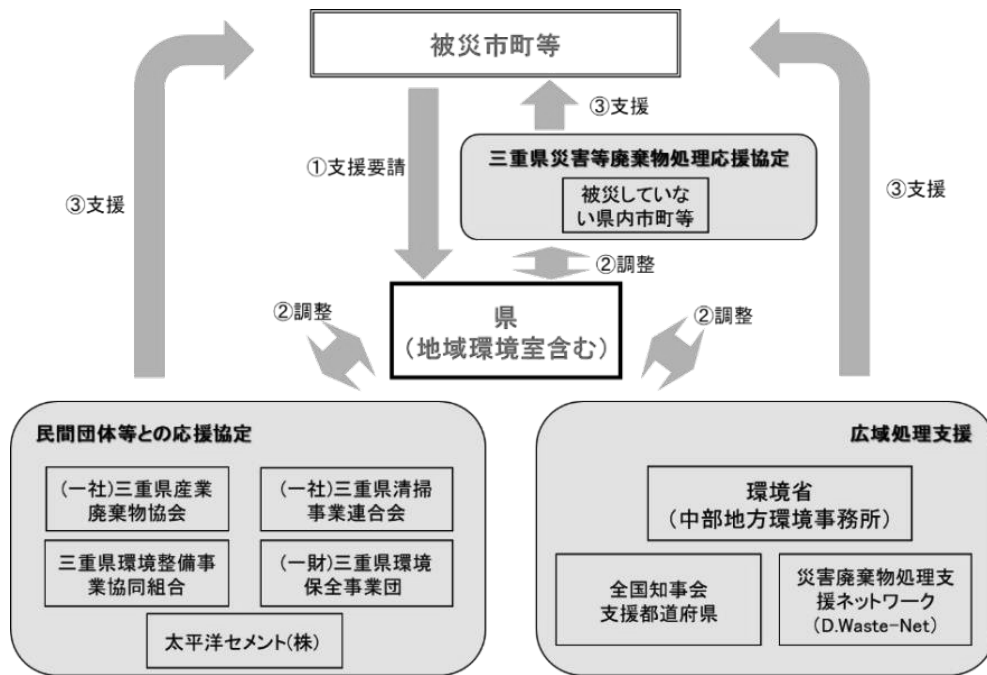 被災市町等
③支援
①支援要請
三重県災害等廃棄物処理応援協定
被災していな
い県内市町等
③支援
③支援
②調整
県
(地域環境室含む)
②調整
②調整
民間団体等との応援協定
(一社)三重県産業
廃棄物協会
(一社)三重県清掃
事業連合会
三重県環境整備事
業協同組合
(一財)三重県環境
保全事業団
太平洋セメント(株)
広域処理支援
環境省
(中部地方環境事務所)
全国知事会
支援都道府県
災害廃棄物処理支
援ネットワーク
(D.Waste-Net)